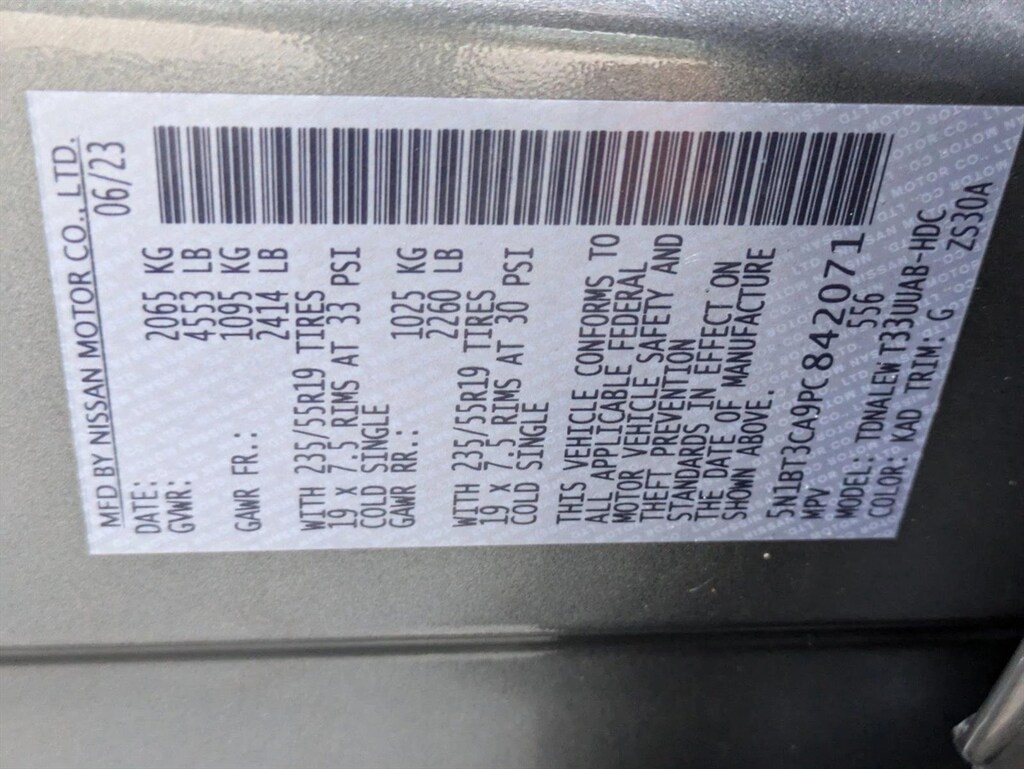 MFD BY NISSAN MOTOR CO., LTD.
DATE: 06/23
GVWR: 2065 KG
4553 LB
GAWR FR.: 1095 KG
2414 LB
WITH 235/55R19 TIRES
19 X 7.5 RIMS AT 33 PSI
COLD SINGLE
GAWR RR.: 1025 KG
2260 LB
WITH 235/55R19 TIRES
19 X 7.5 RIMS AT 30 PSI
COLD SINGLE
THIS VEHICLE CONFORMS TO
ALL APPLICABLE FEDERAL
MOTOR VEHICLE SAFETY AND
THEFT PREVENTION
STANDARDS IN EFFECT ON
THE DATE OF MANUFACTURE
SHOWN ABOVE.
5N1BT3CA9PC842071
MPV 556
MODEL: TDNALEWT33UUAB-HDC
COLOR: KAD TRIM: G ZS30A